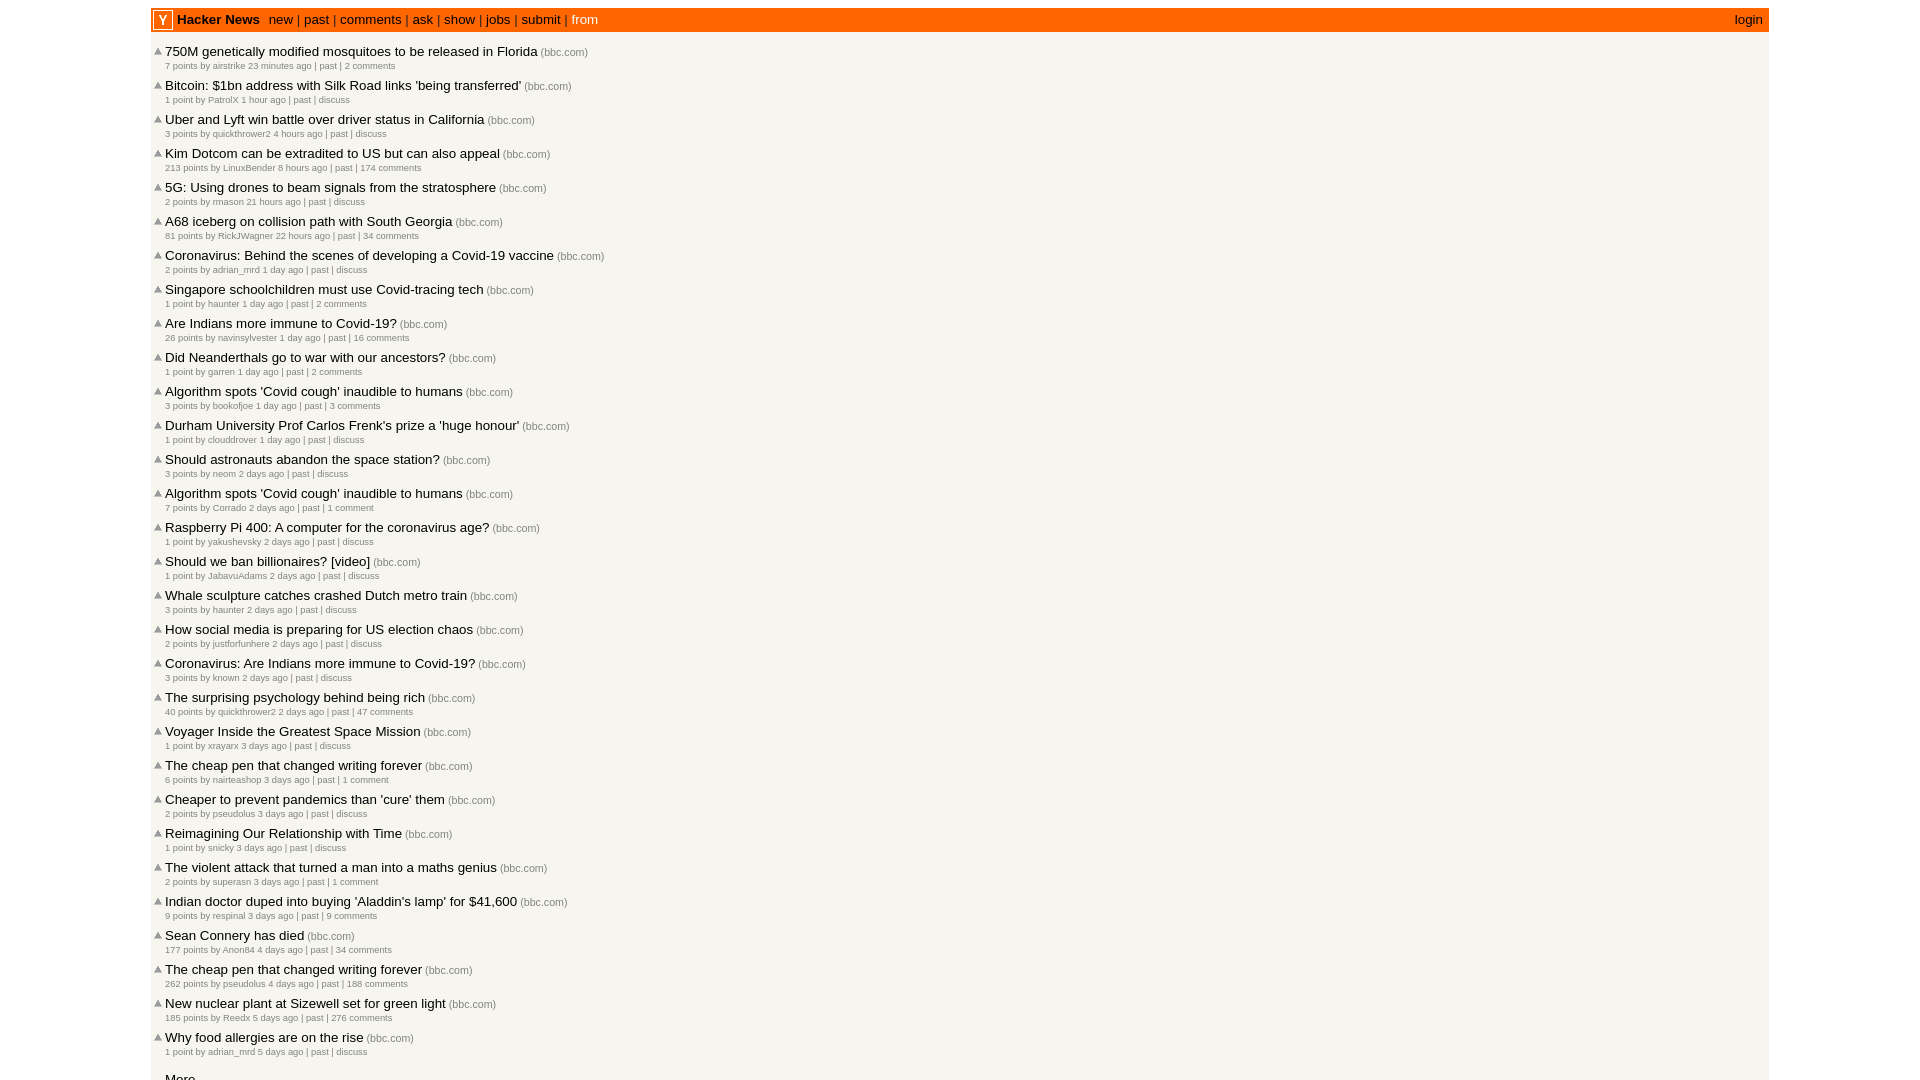 Y Hacker News new | past | comments | ask | show | jobs | submit | from login
750M genetically modified mosquitoes to be released in Florida (bbc.com)
7 points by airstrike 23 minutes ago | past | 2 comments
Bitcoin: $1bn address with Silk Road links 'being transferred' (bbc.com)
1 point by PatrolX 1 hour ago | past | discuss
Uber and Lyft win battle over driver status in California (bbc.com)
3 points by quickthrower2 4 hours ago | past | discuss
Kim Dotcom can be extradited to US but can also appeal (bbc.com)
213 points by LinuxBender 8 hours ago | past | 174 comments
5G: Using drones to beam signals from the stratosphere (bbc.com)
2 points by rmason 21 hours ago | past | discuss
A68 iceberg on collision path with South Georgia (bbc.com)
81 points by RickJWagner 22 hours ago | past | 34 comments
Coronavirus: Behind the scenes of developing a Covid-19 vaccine (bbc.com)
2 points by adrian_mrd 1 day ago | past | discuss
Singapore schoolchildren must use Covid-tracing tech (bbc.com)
1 point by haunter 1 day ago | past | 2 comments
Are Indians more immune to Covid-19? (bbc.com)
26 points by navinsylvester 1 day ago | past | 16 comments
Did Neanderthals go to war with our ancestors? (bbc.com)
1 point by garren 1 day ago | past | 2 comments
Algorithm spots 'Covid cough' inaudible to humans (bbc.com)
3 points by bookofjoe 1 day ago | past | 3 comments
Durham University Prof Carlos Frenk's prize a 'huge honour' (bbc.com)
1 point by clouddrover 1 day ago | past | discuss
Should astronauts abandon the space station? (bbc.com)
3 points by neom 2 days ago | past | discuss
Algorithm spots 'Covid cough' inaudible to humans (bbc.com)
7 points by Corrado 2 days ago | past | 1 comment
Raspberry Pi 400: A computer for the coronavirus age? (bbc.com)
1 point by yakushevsky 2 days ago | past | discuss
Should we ban billionaires? [video] (bbc.com)
1 point by JabavuAdams 2 days ago | past | discuss
Whale sculpture catches crashed Dutch metro train (bbc.com)
3 points by haunter 2 days ago | past | discuss
How social media is preparing for US election chaos (bbc.com)
2 points by justforfunhere 2 days ago | past | discuss
Coronavirus: Are Indians more immune to Covid-19? (bbc.com)
3 points by known 2 days ago | past | discuss
The surprising psychology behind being rich (bbc.com)
40 points by quickthrower2 2 days ago | past | 47 comments
Voyager Inside the Greatest Space Mission (bbc.com)
1 point by xrayarx 3 days ago | past | discuss
The cheap pen that changed writing forever (bbc.com)
6 points by nairteashop 3 days ago | past | 1 comment
Cheaper to prevent pandemics than 'cure' them (bbc.com)
2 points by pseudolus 3 days ago | past | discuss
Reimagining Our Relationship with Time (bbc.com)
1 point by snicky 3 days ago | past | discuss
The violent attack that turned a man into a maths genius (bbc.com)
2 points by superasn 3 days ago | past | 1 comment
Indian doctor duped into buying 'Aladdin's lamp' for $41,600 (bbc.com)
9 points by respinal 3 days ago | past | 9 comments
Sean Connery has died (bbc.com)
177 points by Anon84 4 days ago | past | 34 comments
The cheap pen that changed writing forever (bbc.com)
262 points by pseudolus 4 days ago | past | 188 comments
New nuclear plant at Sizewell set for green light (bbc.com)
185 points by Reedx 5 days ago | past | 276 comments
Why food allergies are on the rise (bbc.com)
1 point by adrian_mrd 5 days ago | past | discuss
More